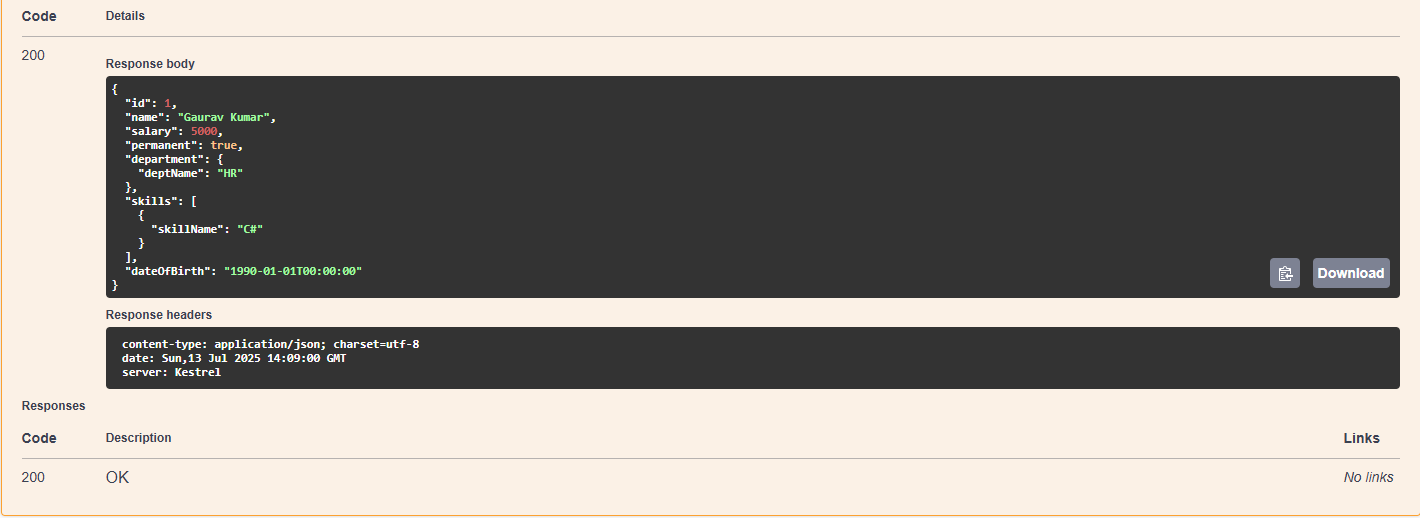 Code Details
200
Response body
{
  "id": 1,
  "name": "Gaurav Kumar",
  "salary": 5000,
  "permanent": true,
  "department": {
    "deptName": "HR"
  },
  "skills": [
    {
      "skillName": "C#"
    }
  ],
  "dateOfBirth": "1990-01-01T00:00:00"
}
Download
Response headers
content-type: application/json; charset=utf-8
date: Sun,13 Jul 2025 14:09:00 GMT
server: Kestrel
Responses
Code Description Links
200 OK No links